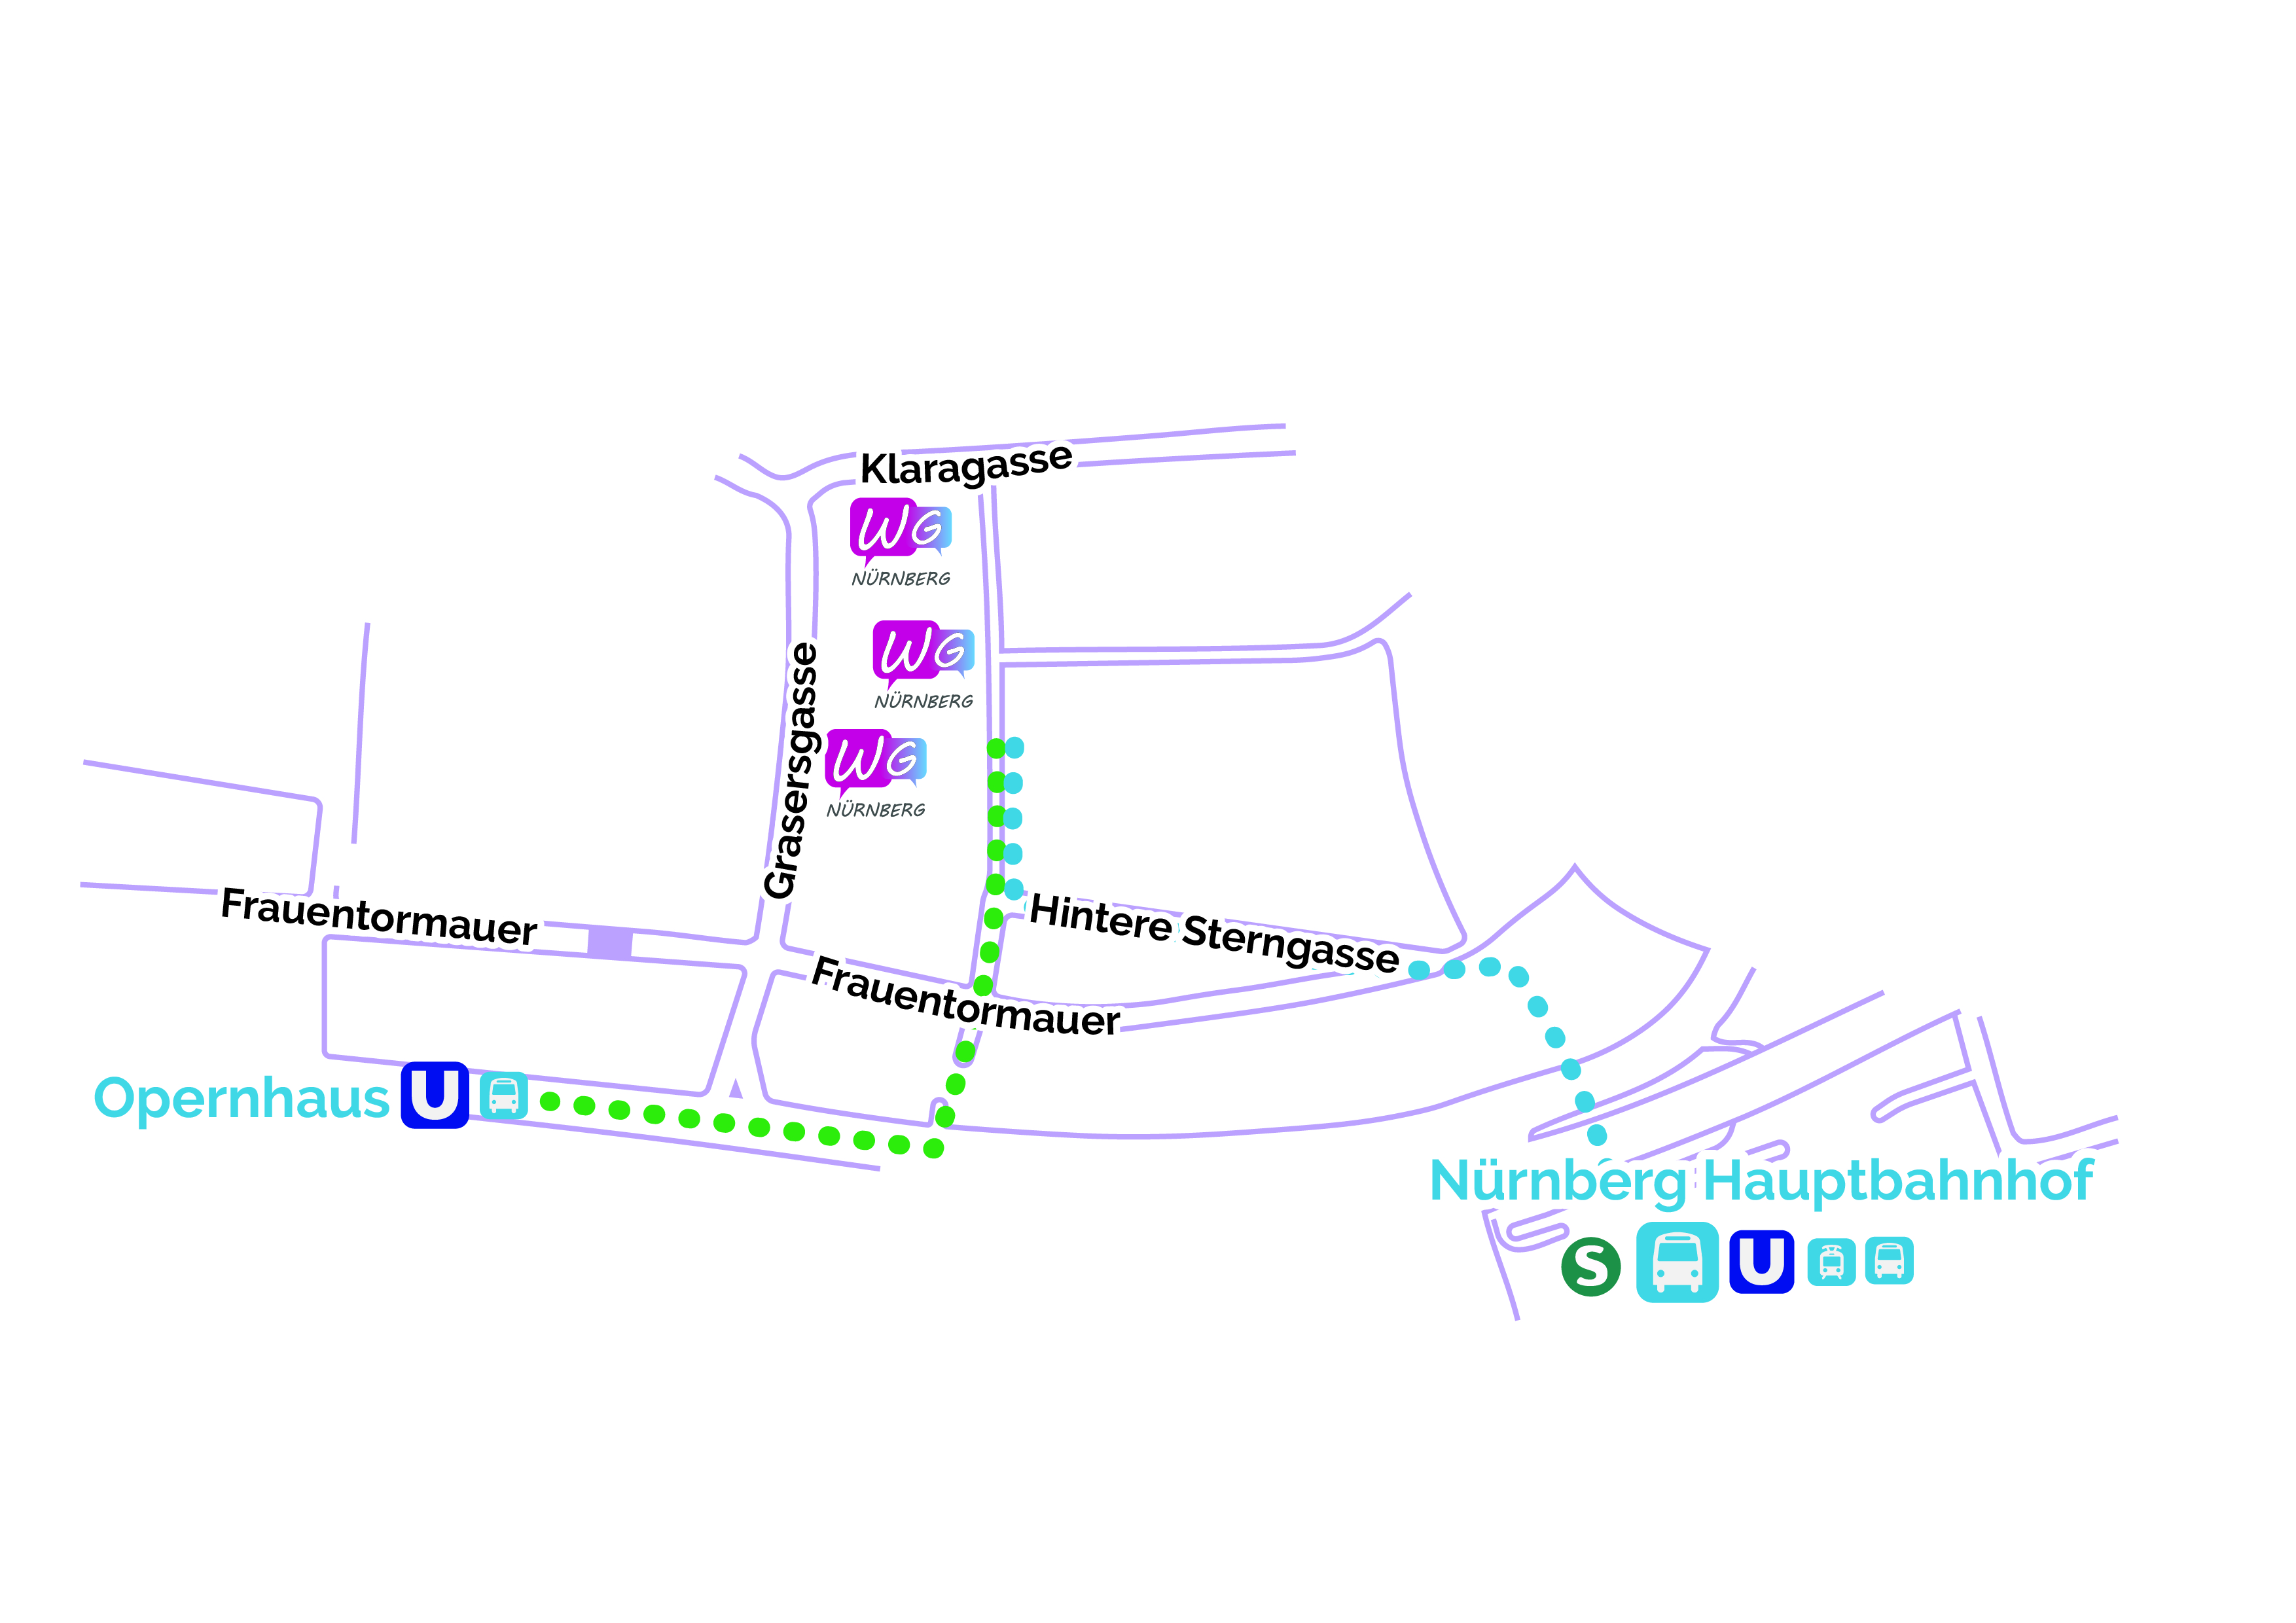 Klaragasse
WG
NÜRNBERG
WG
NÜRNBERG
Grasersgasse
WG
NÜRNBERG
Frauentormauer
Hintere Sterngasse
Frauentormauer
Opernhaus U
Nürnberg Hauptbahnhof
S U